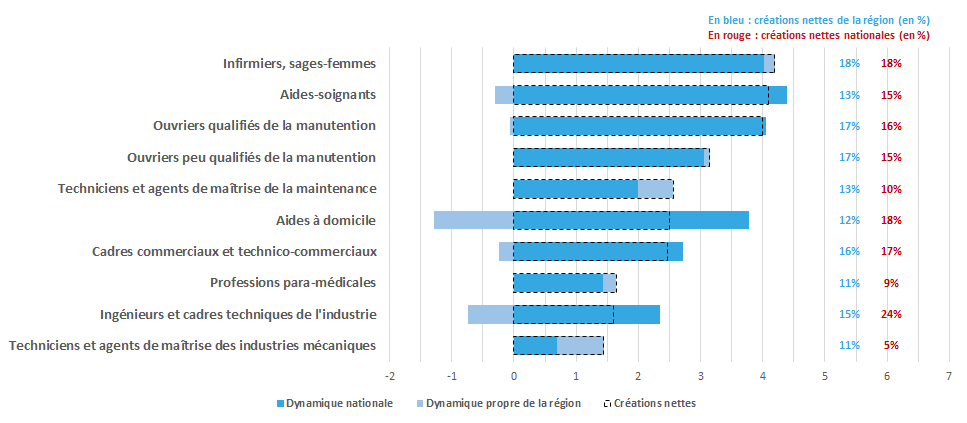 En bleu : créations nettes de la région (en %)
En rouge : créations nettes nationales (en %)
Infirmiers, sages-femmes 18% 18%
Aides-soignants 13% 15%
Ouvriers qualifiés de la manutention 17% 16%
Ouvriers peu qualifiés de la manutention 17% 15%
Techniciens et agents de maîtrise de la maintenance 13% 10%
Aides à domicile 12% 18%
Cadres commerciaux et technico-commerciaux 16% 17%
Professions para-médicales 11% 9%
Ingénieurs et cadres techniques de l'industrie 15% 24%
Techniciens et agents de maîtrise des industries mécaniques 11% 5%
-2 -1 0 1 2 3 4 5 6 7
Dynamique nationale Dynamique propre de la région Créations nettes